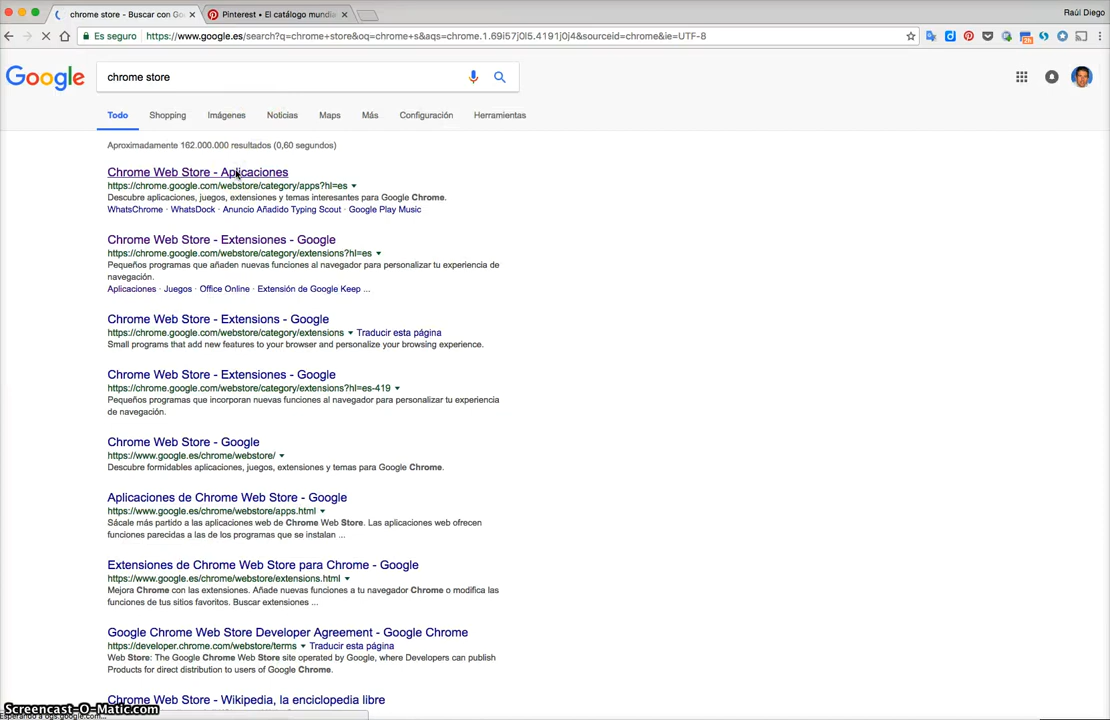 chrome store - Buscar con Go
Pinterest • El catálogo mundia
Raúl Diego
Es seguro
https://www.google.es/search?q=chrome+store&oq=chrome+s&aqs=chrome.1.69i57j0l5.4191j0j4&sourceid=chrome&ie=UTF-8
Google
chrome store
Todo
Shopping
Imágenes
Noticias
Maps
Más
Configuración
Herramientas
Aproximadamente 162.000.000 resultados (0,60 segundos)
Chrome Web Store - Aplicaciones
https://chrome.google.com/webstore/category/apps?hl=es
Descubre aplicaciones, juegos, extensiones y temas interesantes para Google Chrome.
WhatsChrome · WhatsDock · Anuncio Añadido Typing Scout · Google Play Music
Chrome Web Store - Extensiones - Google
https://chrome.google.com/webstore/category/extensions?hl=es
Pequeños programas que añaden nuevas funciones al navegador para personalizar tu experiencia de
navegación.
Aplicaciones · Juegos · Office Online · Extensión de Google Keep ...
Chrome Web Store - Extensions - Google
https://chrome.google.com/webstore/category/extensions Traducir esta página
Small programs that add new features to your browser and personalize your browsing experience.
Chrome Web Store - Extensiones - Google
https://chrome.google.com/webstore/category/extensions?hl=es-419
Pequeños programas que incorporan nuevas funciones al navegador para personalizar tu experiencia
de navegación.
Chrome Web Store - Google
https://www.google.es/chrome/webstore/
Descubre formidables aplicaciones, juegos, extensiones y temas para Google Chrome.
Aplicaciones de Chrome Web Store - Google
https://www.google.es/chrome/webstore/apps.html
Sácale más partido a las aplicaciones web de Chrome Web Store. Las aplicaciones web ofrecen
funciones parecidas a las de los programas que se instalan ...
Extensiones de Chrome Web Store para Chrome - Google
https://www.google.es/chrome/webstore/extensions.html
Mejora Chrome con las extensiones. Añade nuevas funciones a tu navegador Chrome o modifica las
funciones de tus sitios favoritos. Buscar extensiones ...
Google Chrome Web Store Developer Agreement - Google Chrome
https://developer.chrome.com/webstore/terms Traducir esta página
Web Store: The Google Chrome Web Store site operated by Google, where Developers can publish
Products for direct distribution to users of Google Chrome.
Chrome Web Store - Wikipedia, la enciclopedia libre
Screencast-O-Matic.com
Esperando a ogs.google.com...